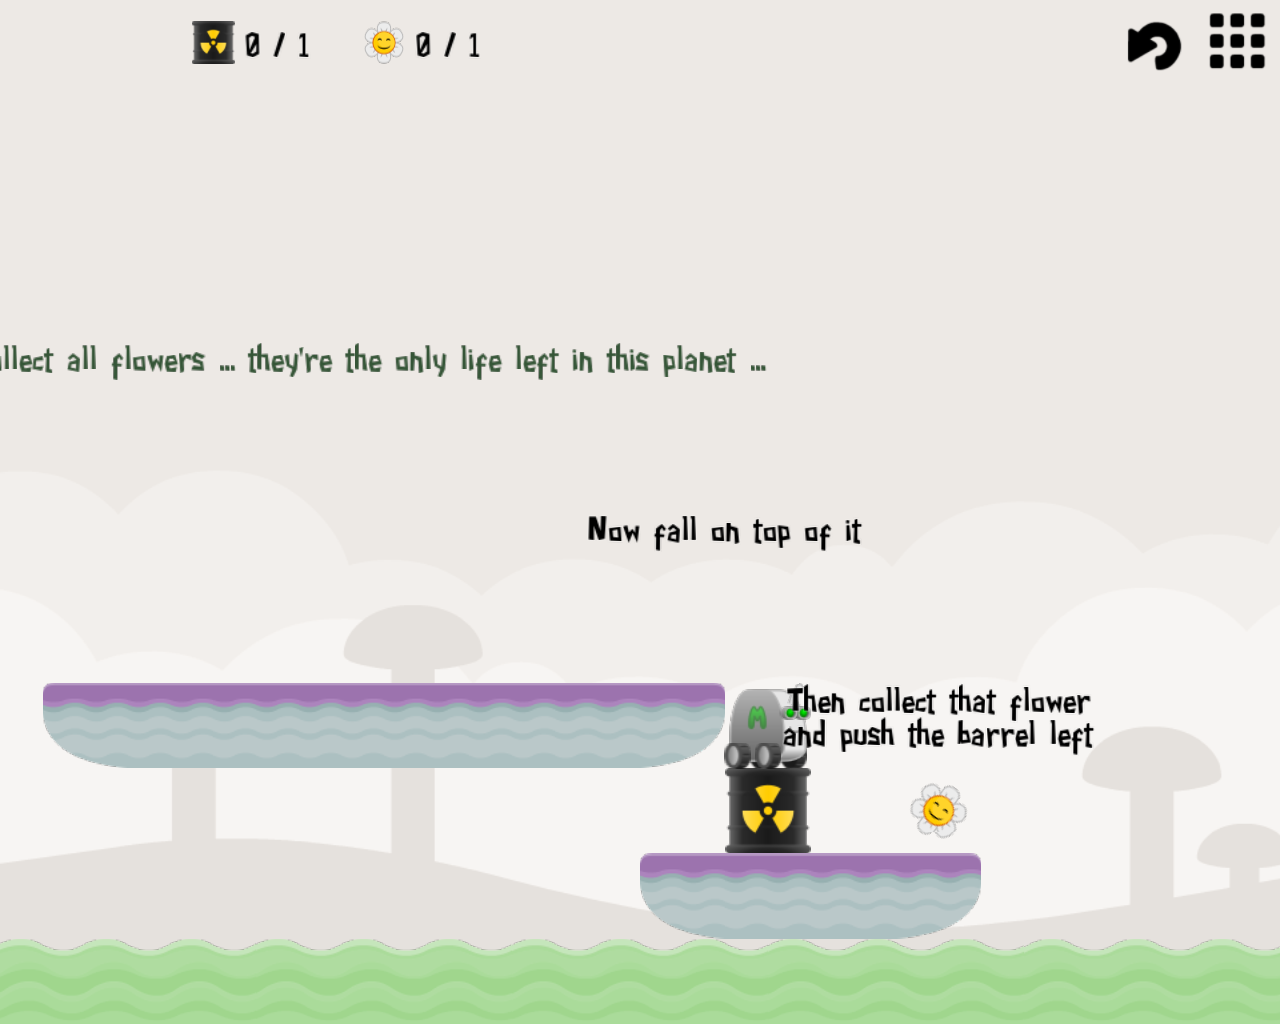 0 / 1 0 / 1
llect all flowers ... they're the only life left in this planet ...
Now fall on top of it
Then collect that flower
and push the barrel left
M